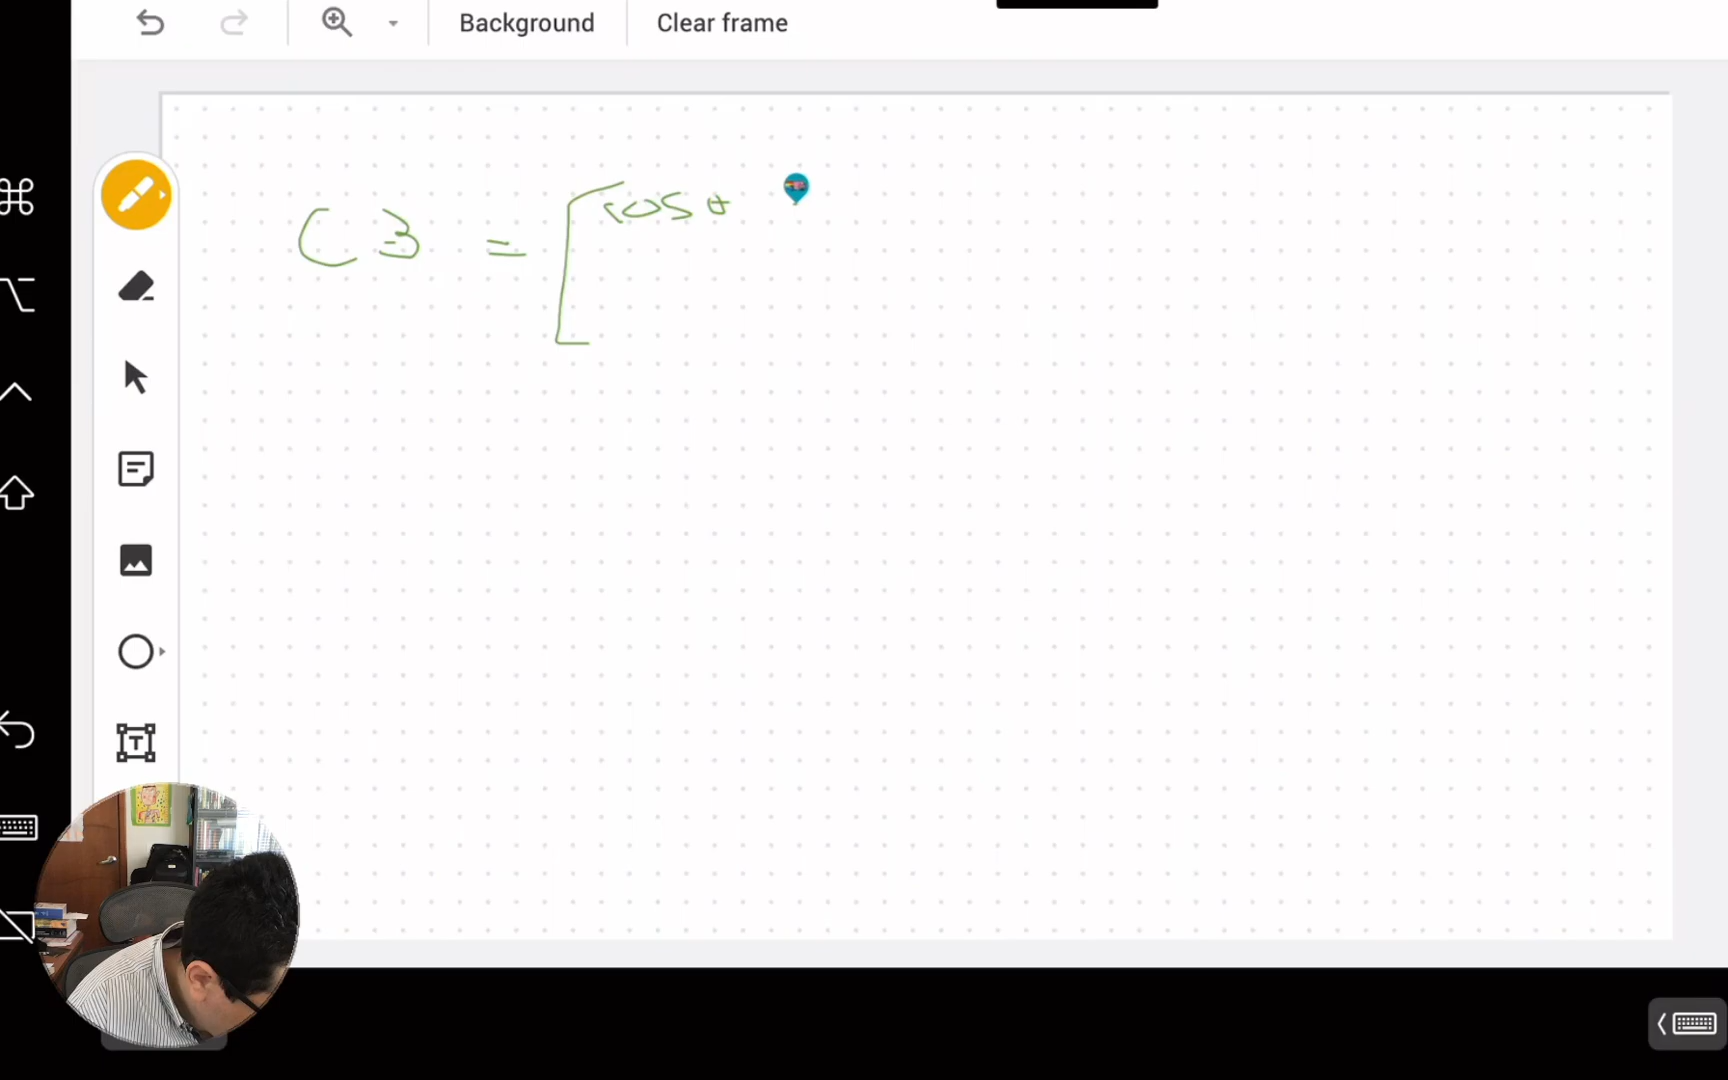 Background
Clear frame
C3 = [cos θ